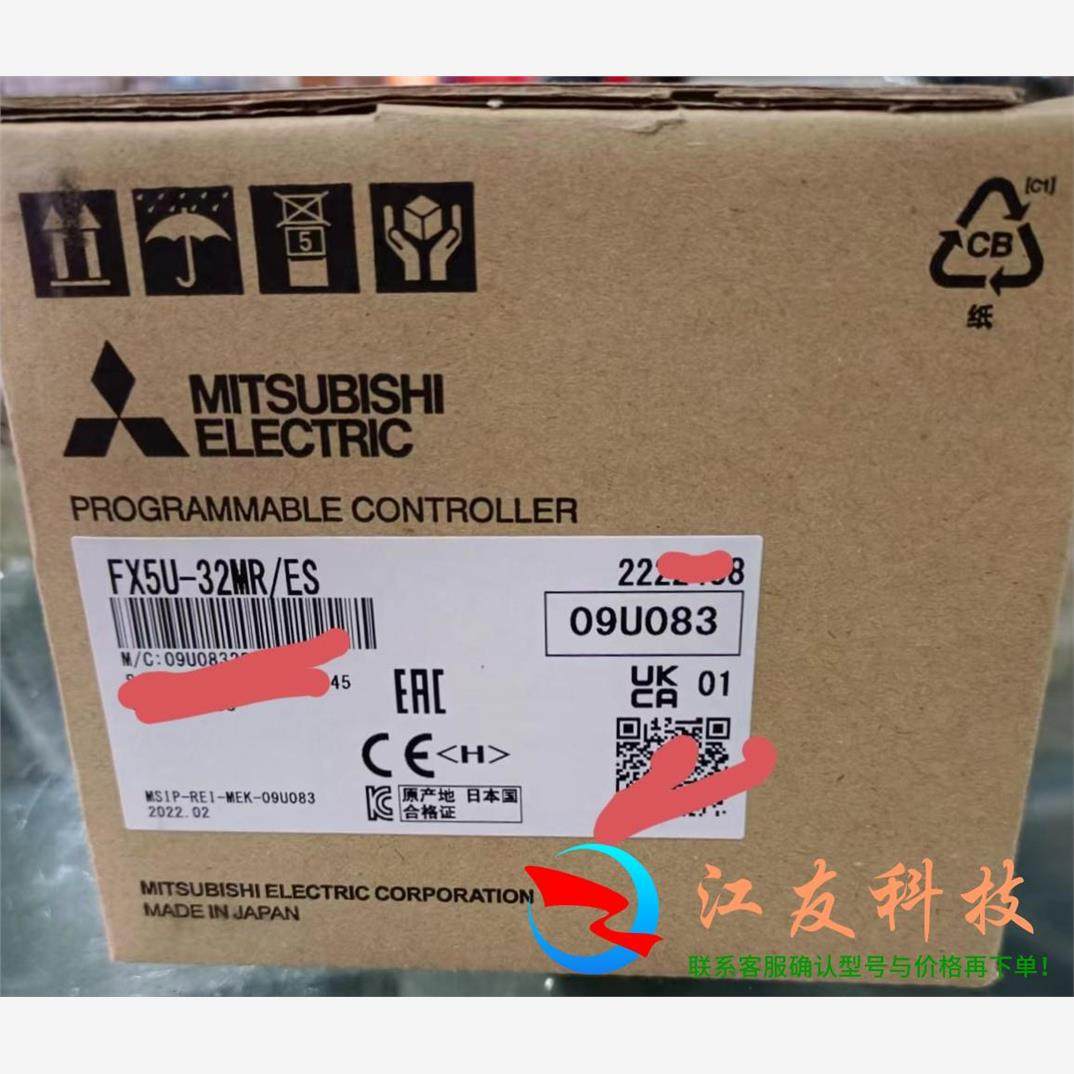 [C1]
5
CB
纸
MITSUBISHI
ELECTRIC
PROGRAMMABLE CONTROLLER
FX5U-32MR/ES
09U083
M/C:09U083
45
EAC
UK
CA 01
CE <H>
MSIP-REI-MEK-09U083
2022.02
原产地 日本国
合格证
MITSUBISHI ELECTRIC CORPORATION
MADE IN JAPAN
江友科技
联系客服确认型号与价格再下单!